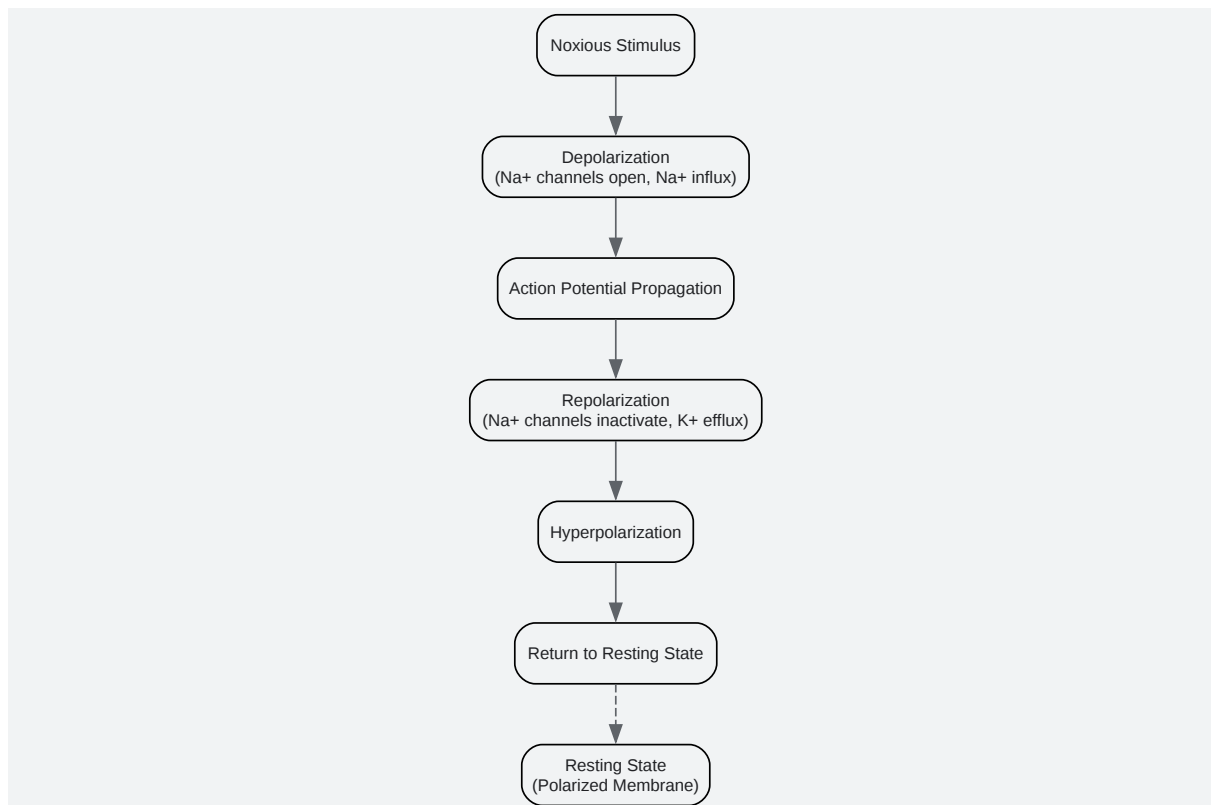 Noxious Stimulus
Depolarization
(Na+ channels open, Na+ influx)
Action Potential Propagation
Repolarization
(Na+ channels inactivate, K+ efflux)
Hyperpolarization
Return to Resting State
Resting State
(Polarized Membrane)